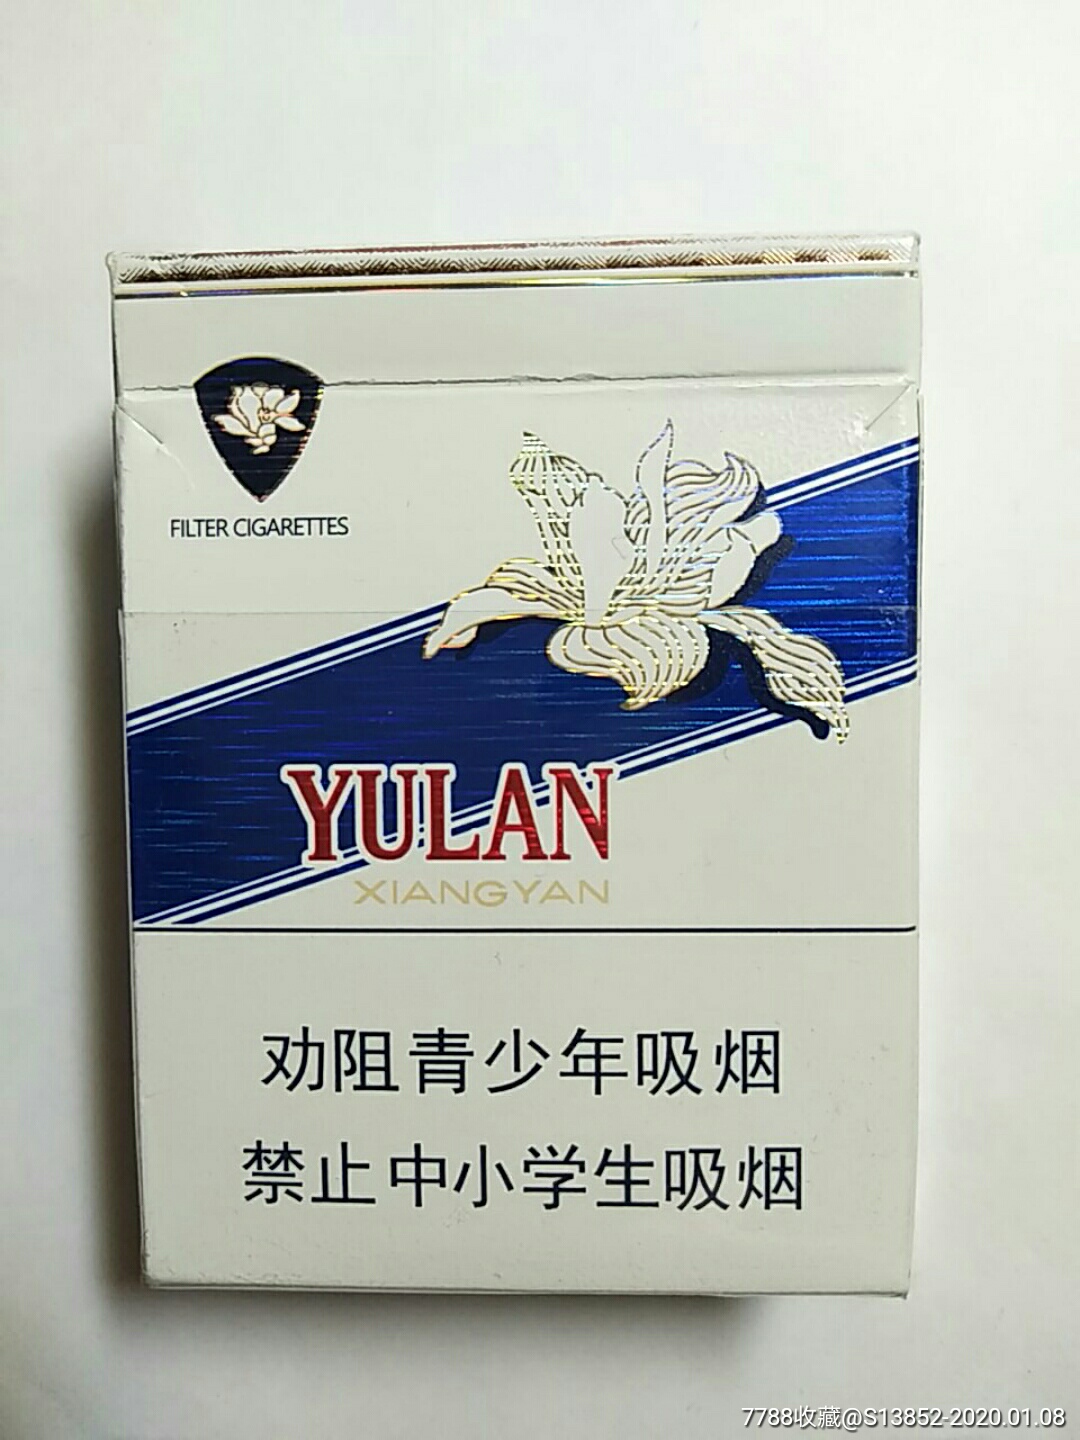 FILTER CIGARETTES
YULAN
XIANGYAN
劝阻青少年吸烟
禁止中小学生吸烟
7788收藏@S13852-2020.01.08